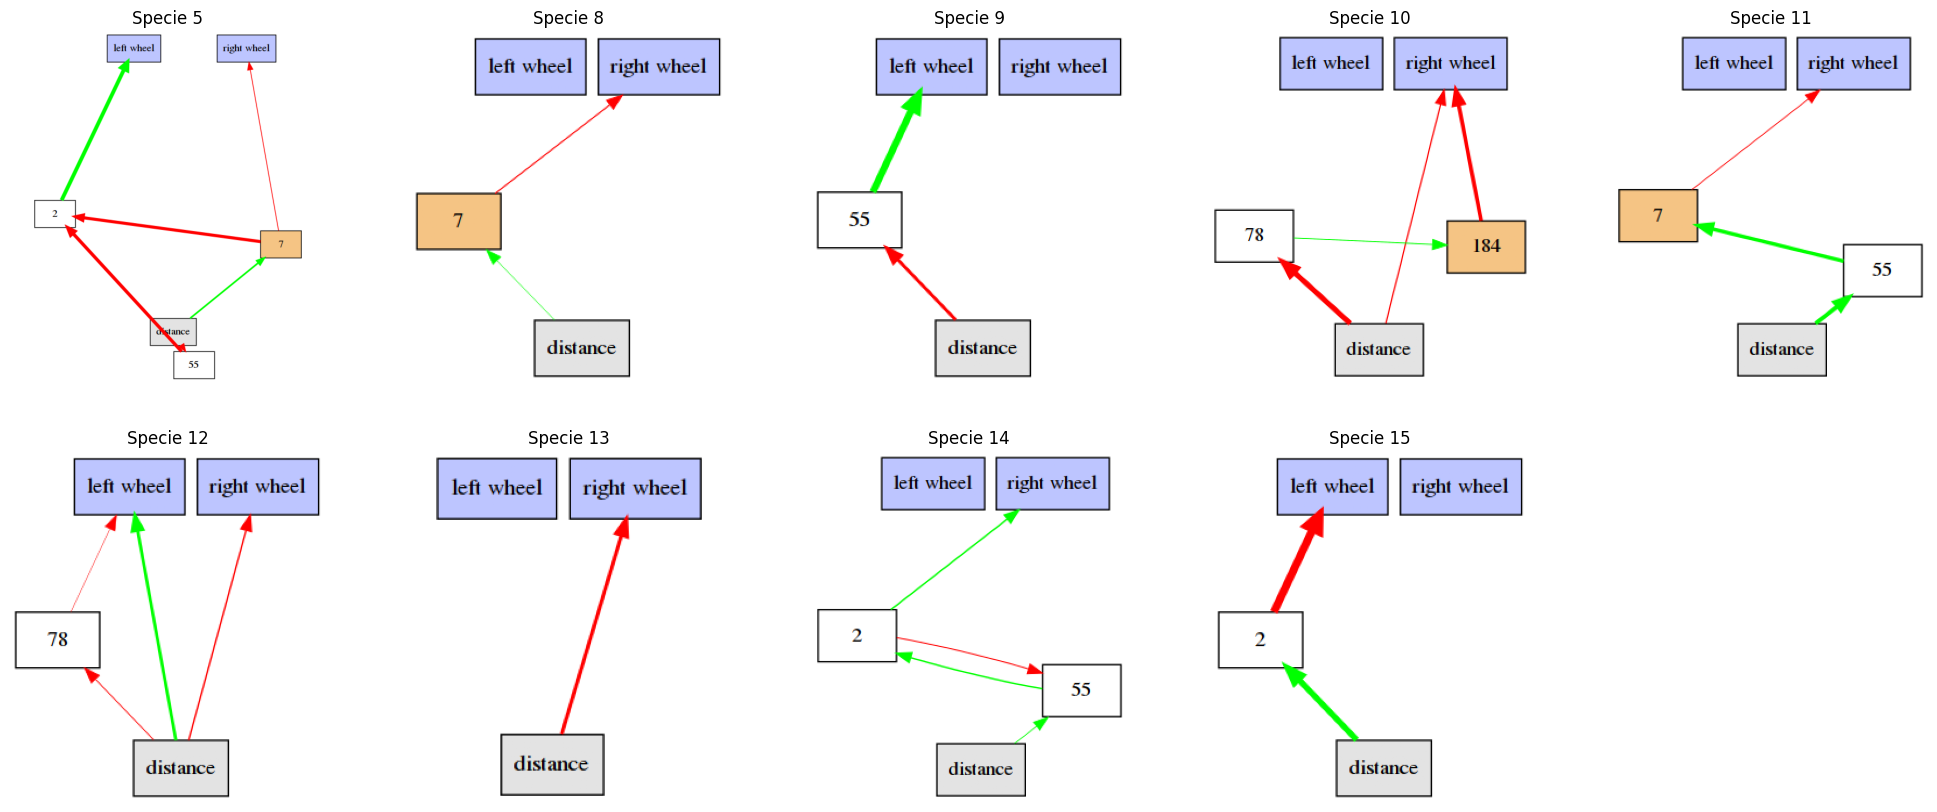 Specie 5
left wheel
right wheel
2
7
distance
55
Specie 8
left wheel
right wheel
7
distance
Specie 9
left wheel
right wheel
55
distance
Specie 10
left wheel
right wheel
78
184
distance
Specie 11
left wheel
right wheel
7
55
distance
Specie 12
left wheel
right wheel
78
distance
Specie 13
left wheel
right wheel
distance
Specie 14
left wheel
right wheel
2
55
distance
Specie 15
left wheel
right wheel
2
distance